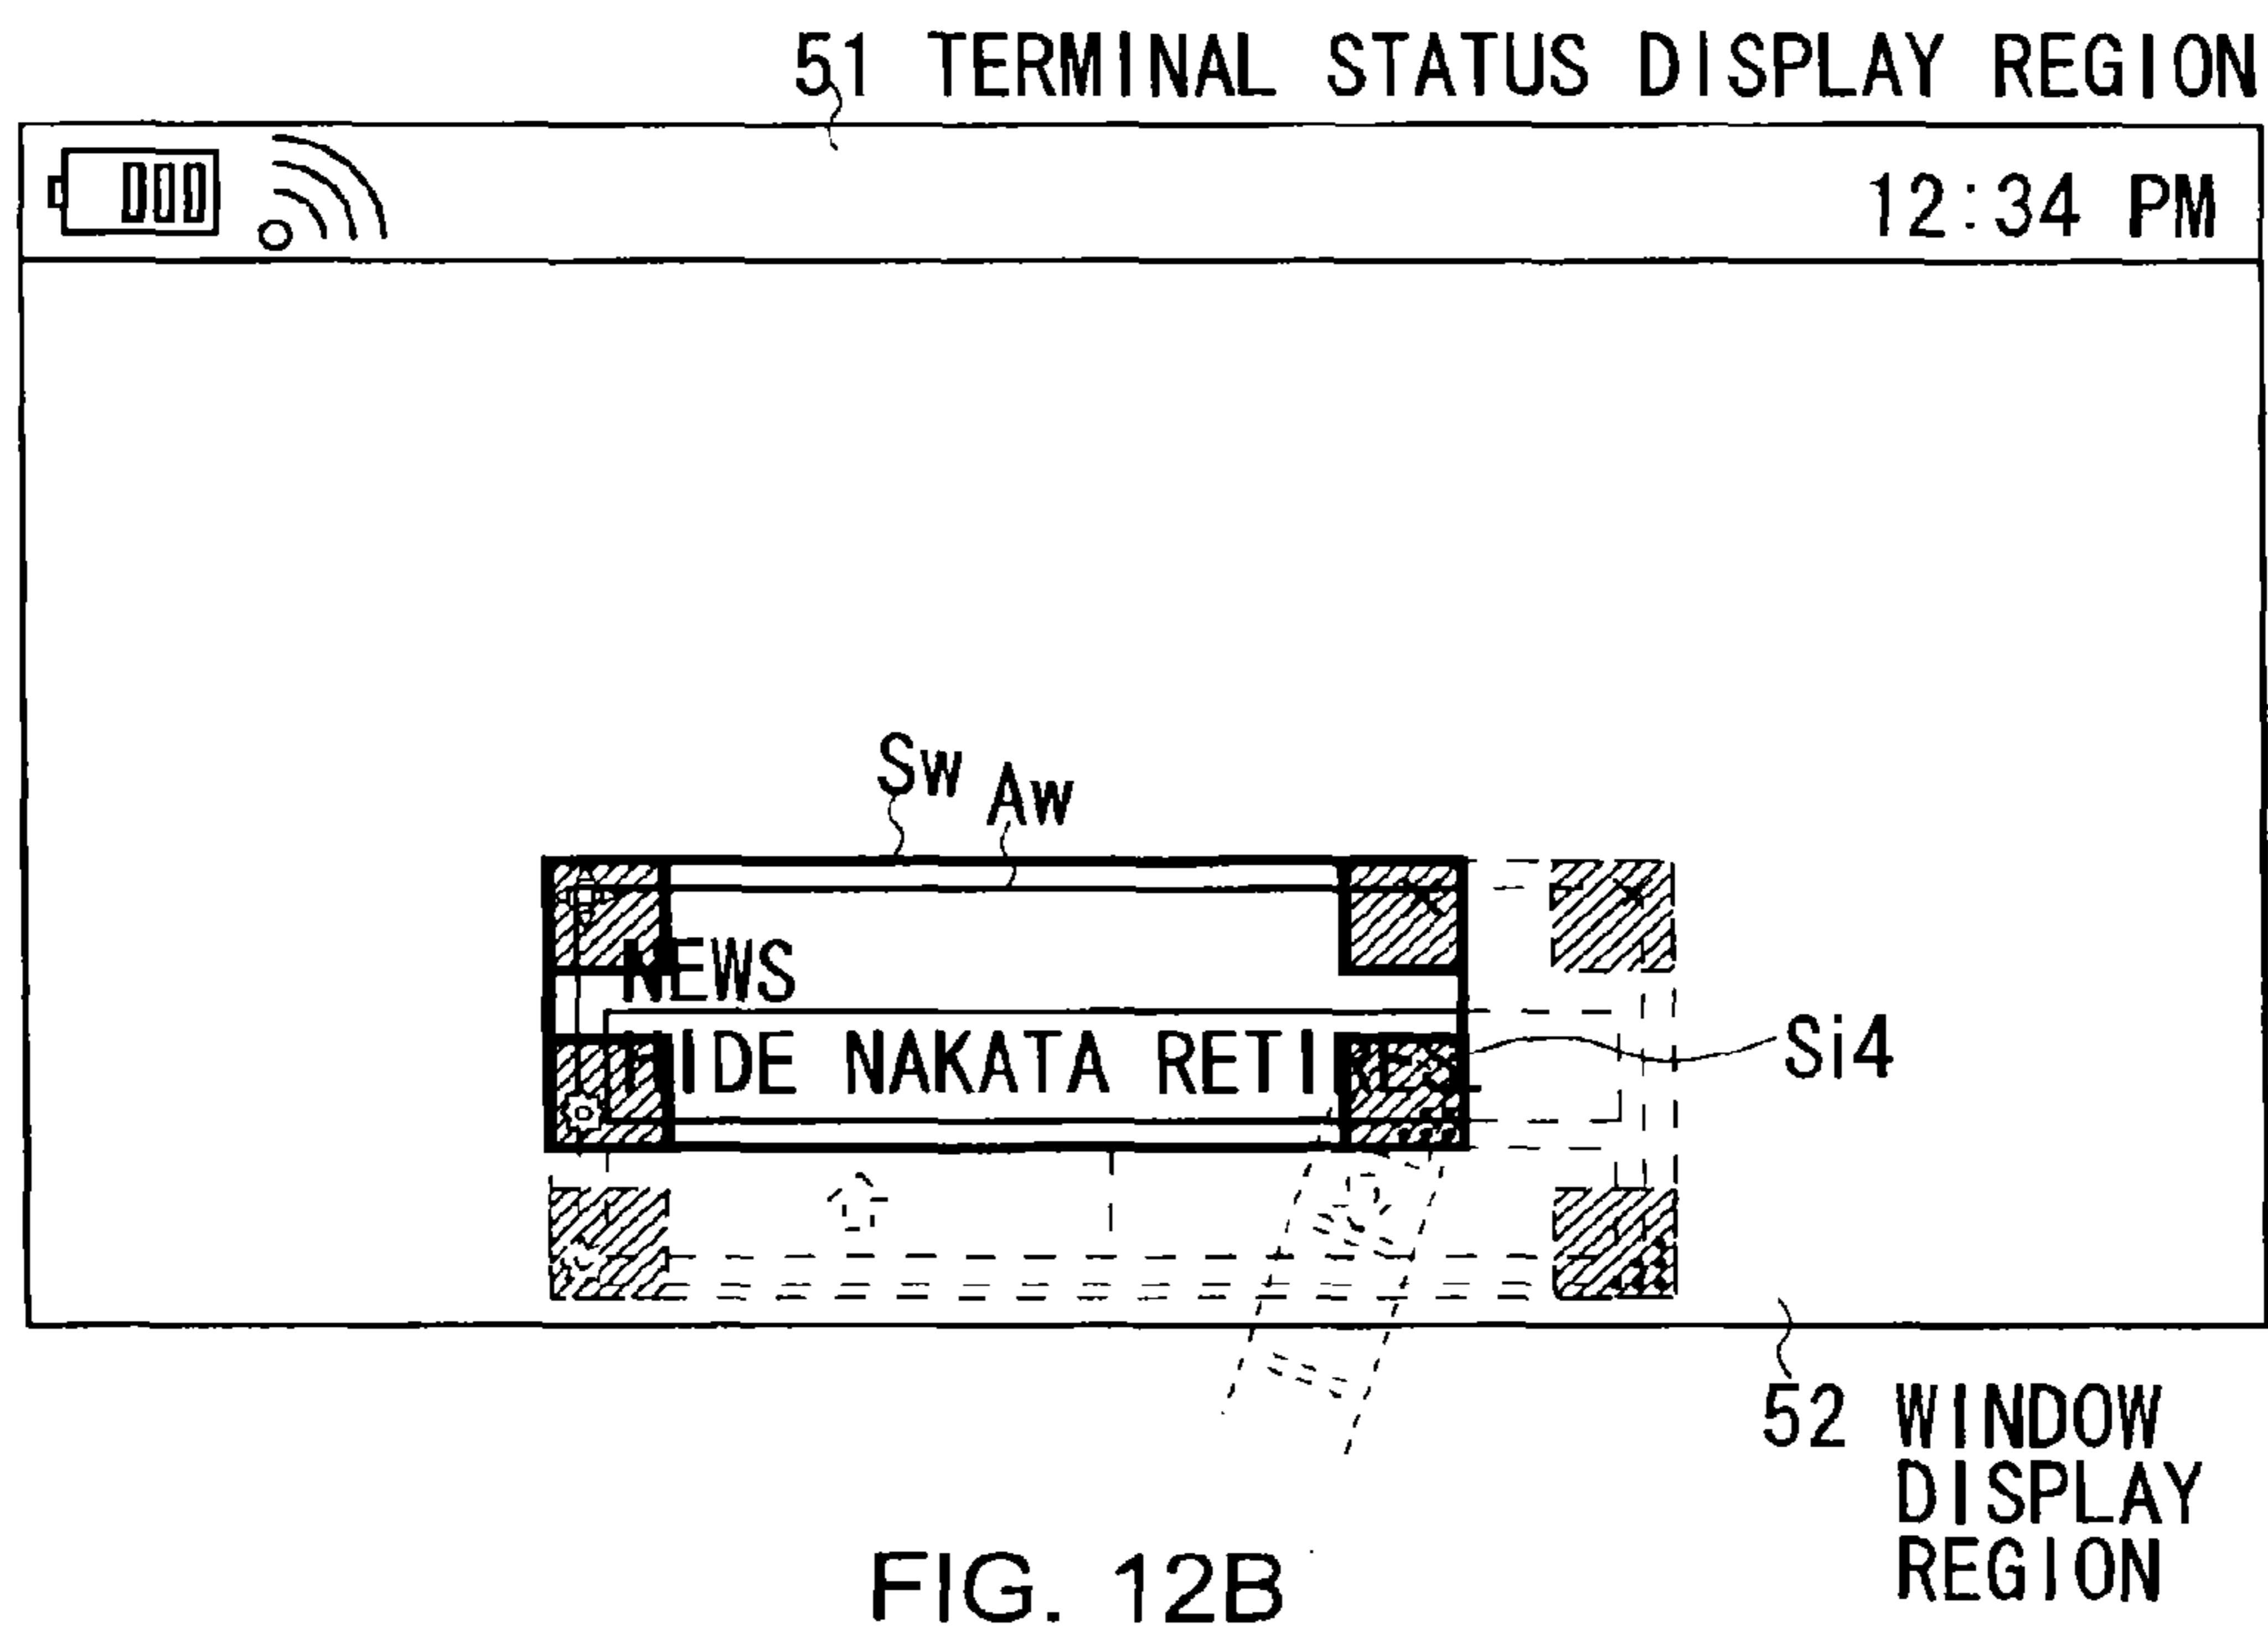 51 TERMINAL STATUS DISPLAY REGION
12:34 PM
Sw
Aw
NEWS
HIDE NAKATA
Si4
52 WINDOW
DISPLAY
REGION
FIG. 12B